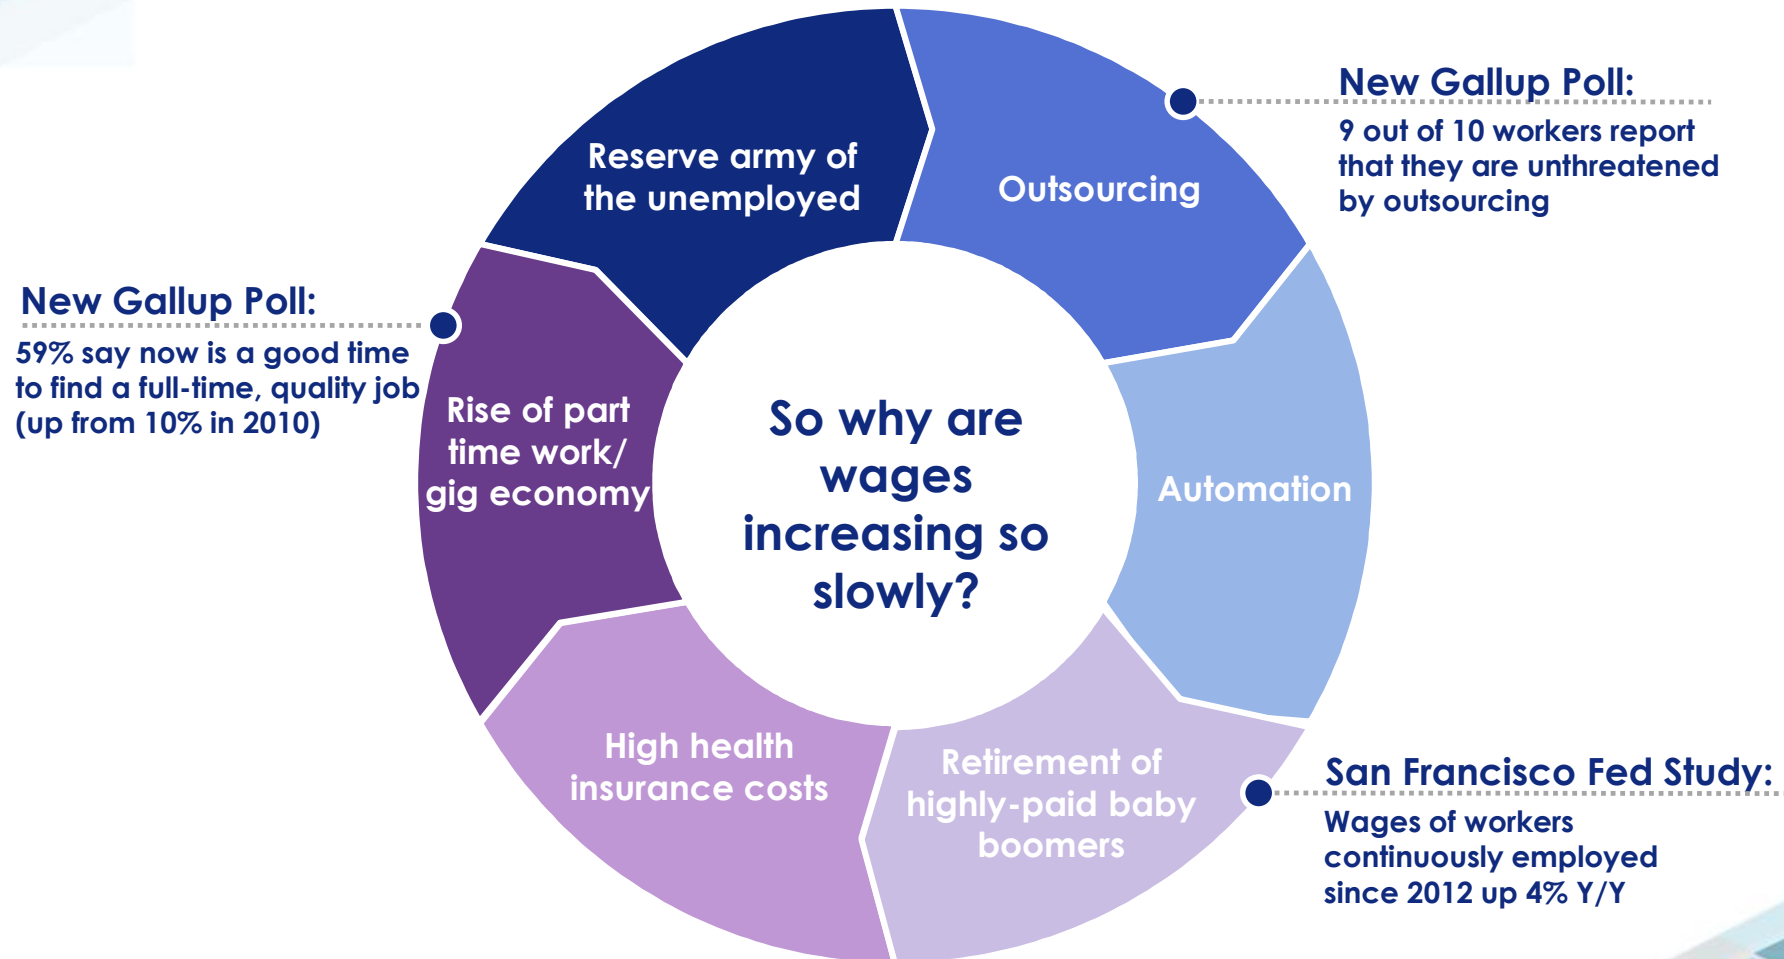 So why are
wages
increasing so
slowly?
Reserve army of
the unemployed
Outsourcing
New Gallup Poll:
9 out of 10 workers report
that they are unthreatened
by outsourcing
Automation
Retirement of
highly-paid baby
boomers
San Francisco Fed Study:
Wages of workers
continuously employed
since 2012 up 4% Y/Y
High health
insurance costs
Rise of part
time work/
gig economy
New Gallup Poll:
59% say now is a good time
to find a full-time, quality job
(up from 10% in 2010)